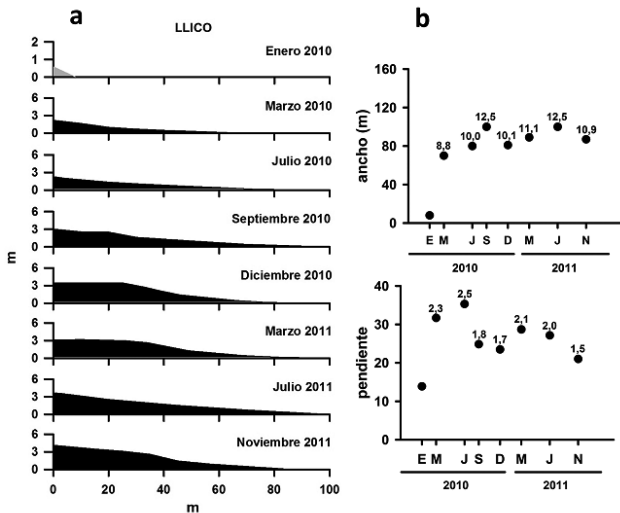 a
LLICO
Enero 2010
2
1
0
Marzo 2010
6
3
0
Julio 2010
6
3
0
Septiembre 2010
6
3
0
Diciembre 2010
6
3
0
Marzo 2011
6
3
0
Julio 2011
6
3
0
Noviembre 2011
6
3
0
m
0 20 40 60 80 100
m
b
160
120
80
40
0
ancho (m)
8,8 10,0 12,5 10,1 11,1 12,5 10,9
E M J S D M J N
2010 2011
40
30
20
10
0
pendiente
2,3 2,5 1,8 1,7 2,1 2,0 1,5
E M J S D M J N
2010 2011